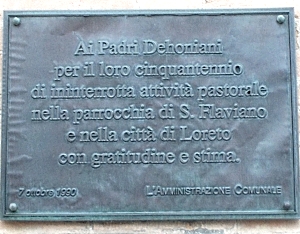 Ai Padri Dehoniani
per il loro cinquantennio
di ininterrotta attività pastorale
nella parrocchia di S. Flaviano
e nella città di Loreto
con gratitudine e stima.
7 ottobre 1990 L'Amministrazione Comunale